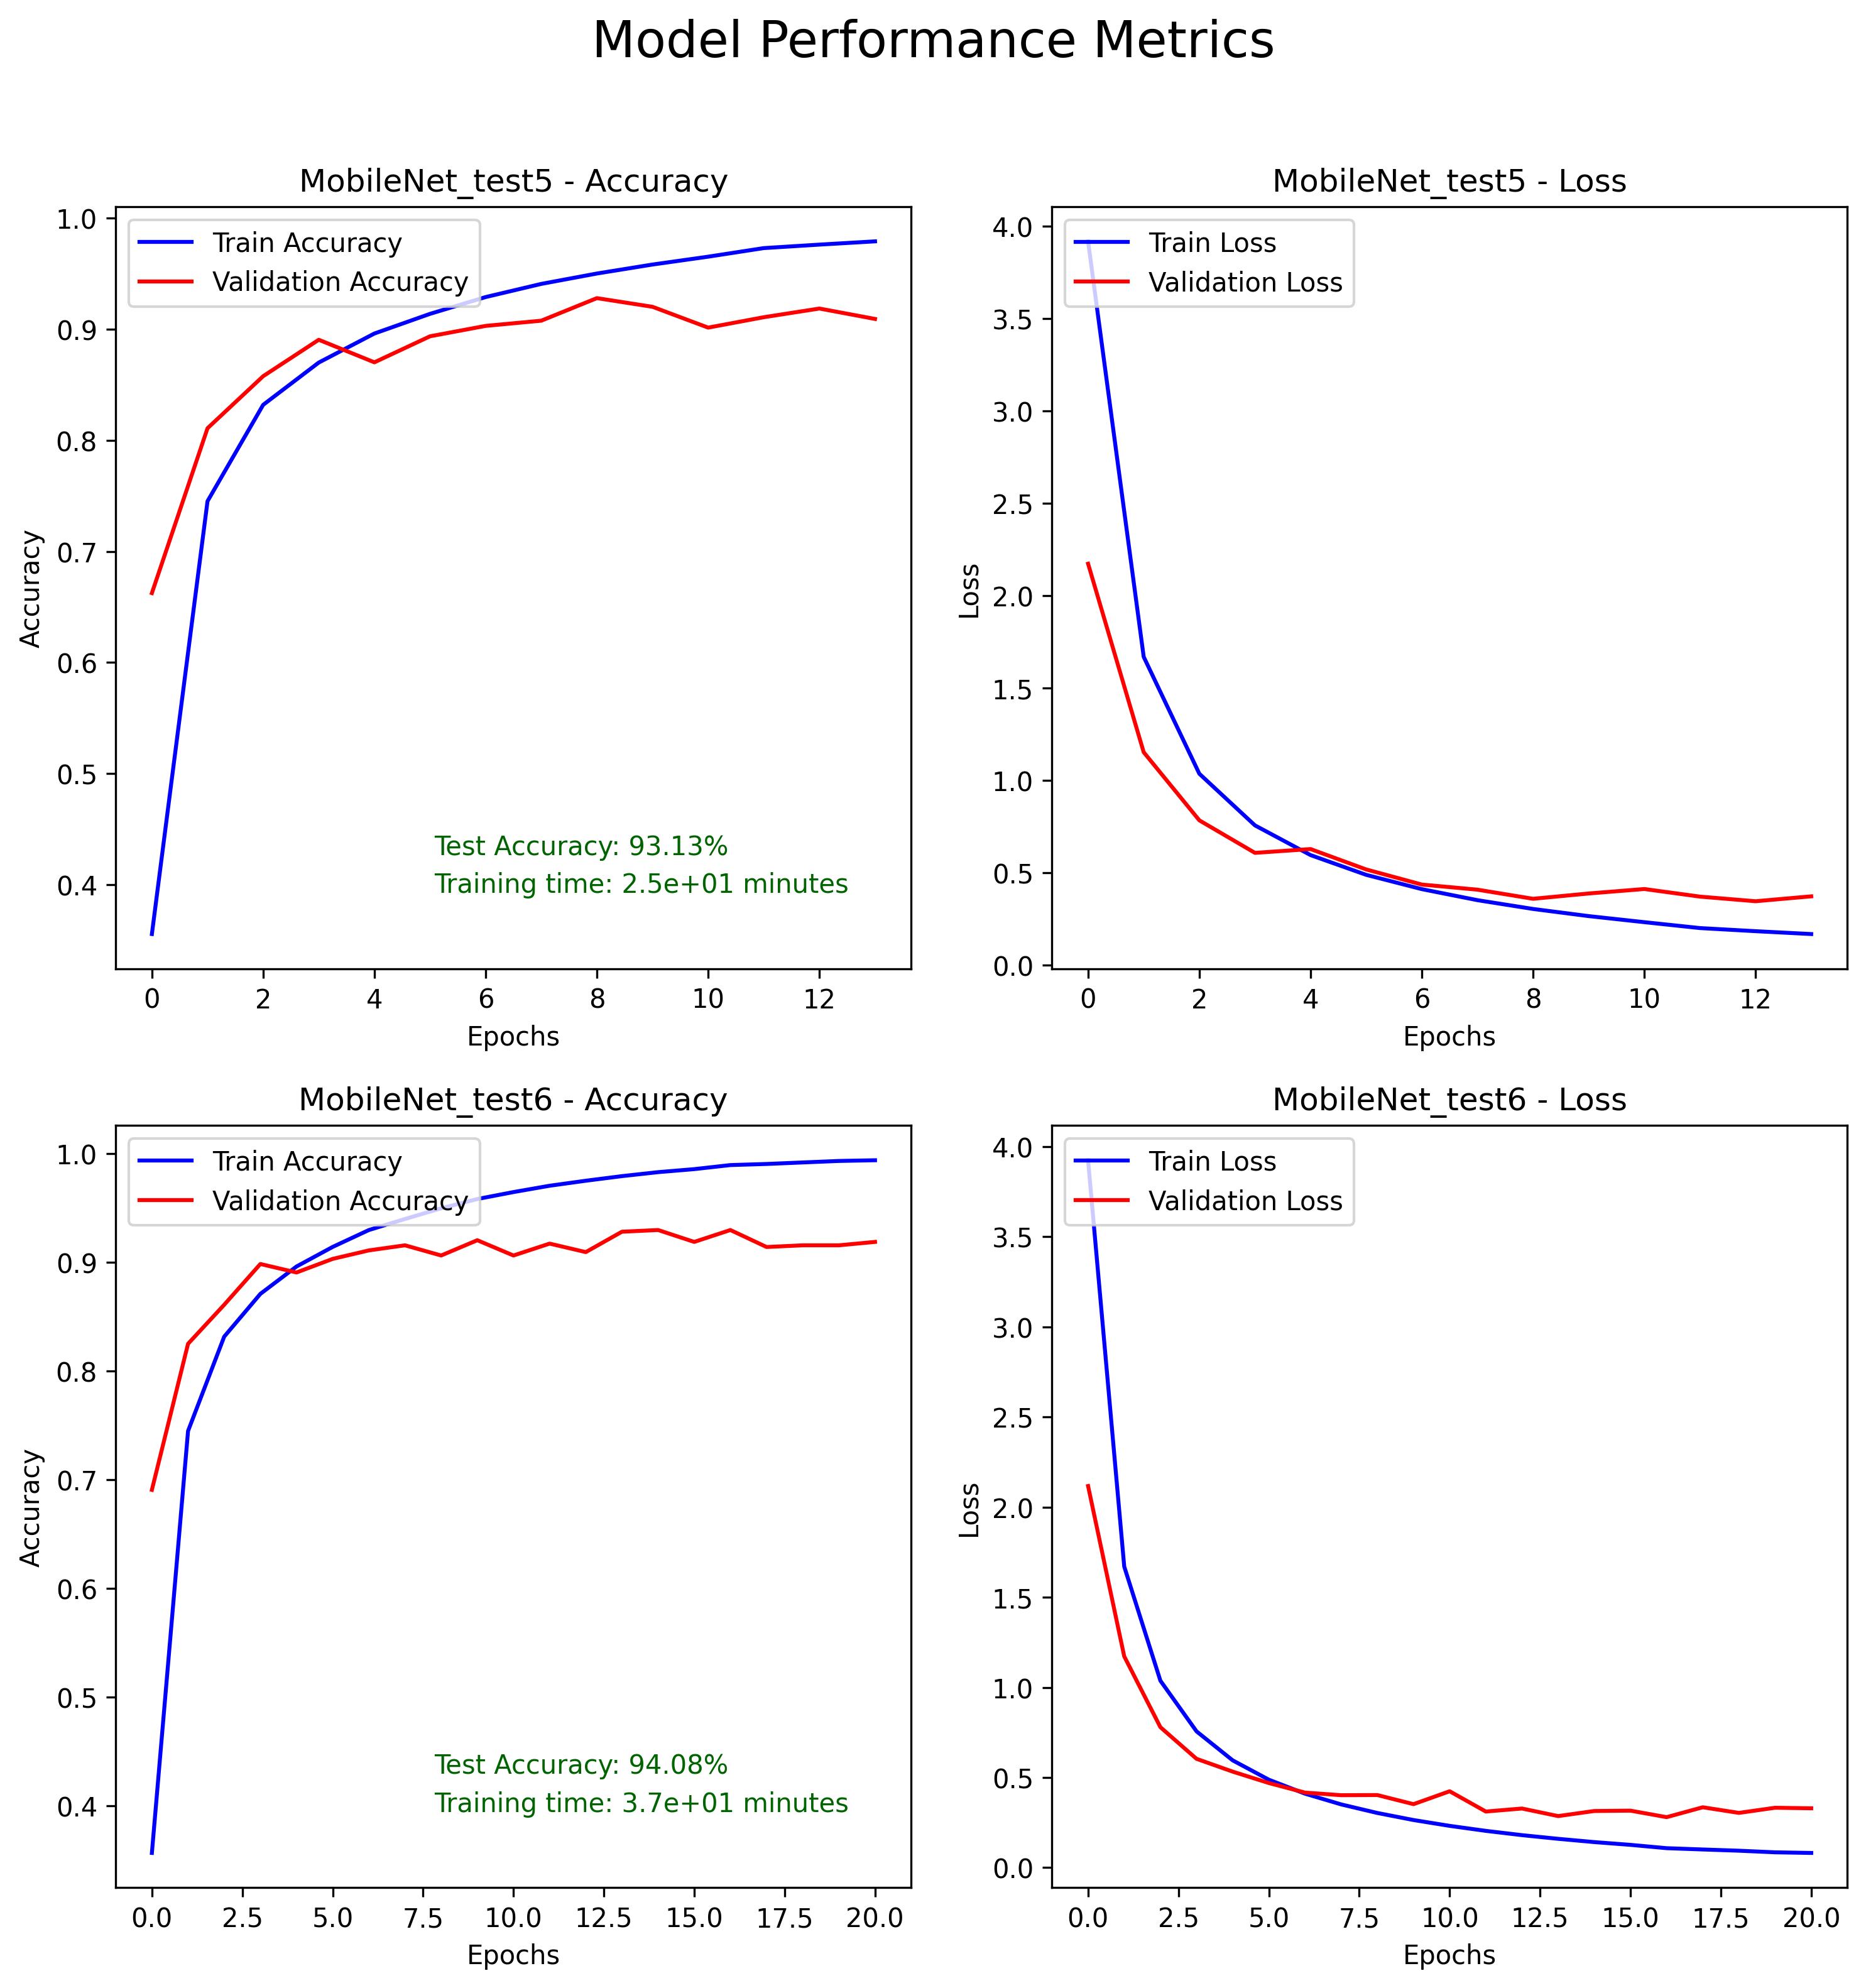 Model Performance Metrics
MobileNet_test5 - Accuracy
1.0
0.9
0.8
0.7
0.6
0.5
0.4
Accuracy
Train Accuracy
Validation Accuracy
Test Accuracy: 93.13%
Training time: 2.5e+01 minutes
0 2 4 6 8 10 12
Epochs
MobileNet_test5 - Loss
4.0
3.5
3.0
2.5
2.0
1.5
1.0
0.5
0.0
Loss
Train Loss
Validation Loss
0 2 4 6 8 10 12
Epochs
MobileNet_test6 - Accuracy
1.0
0.9
0.8
0.7
0.6
0.5
0.4
Accuracy
Train Accuracy
Validation Accuracy
Test Accuracy: 94.08%
Training time: 3.7e+01 minutes
0.0 2.5 5.0 7.5 10.0 12.5 15.0 17.5 20.0
Epochs
MobileNet_test6 - Loss
4.0
3.5
3.0
2.5
2.0
1.5
1.0
0.5
0.0
Loss
Train Loss
Validation Loss
0.0 2.5 5.0 7.5 10.0 12.5 15.0 17.5 20.0
Epochs